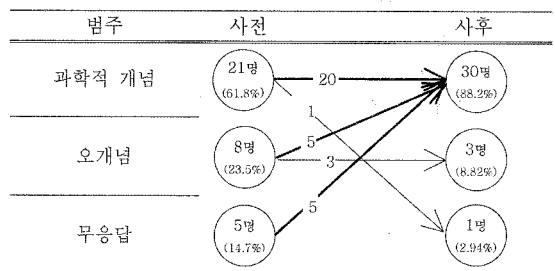 범주 사전 사후
과학적 개념 21명 20 30명
(61.8%) (88.2%)
1
오개념 8명 5 3명
(23.5%) 3 (8.82%)
5
무응답 5명 1명
(14.7%) (2.94%)